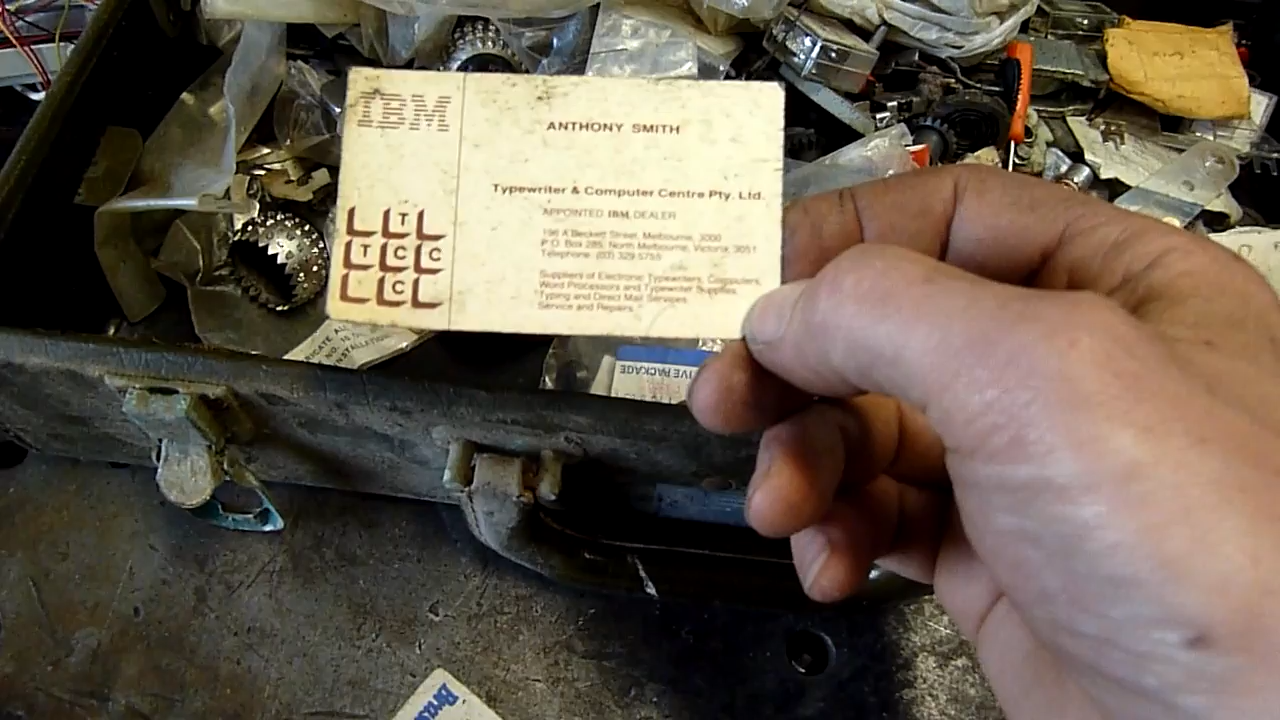 IBM
ANTHONY SMITH
Typewriter & Computer Centre Pty. Ltd.
APPOINTED IBM DEALER
196 A'Beckett Street, Melbourne, 3000
P.O. Box 285, North Melbourne, Victoria, 3051
Telephone: (03) 329 5755
Suppliers of Electronic Typewriters, Computers,
Word Processors and Typewriter Supplies.
Typing and Direct Mail Services.
Service and Repairs.
T
T C C
C
INSTALLATION
IVE PACKAGE